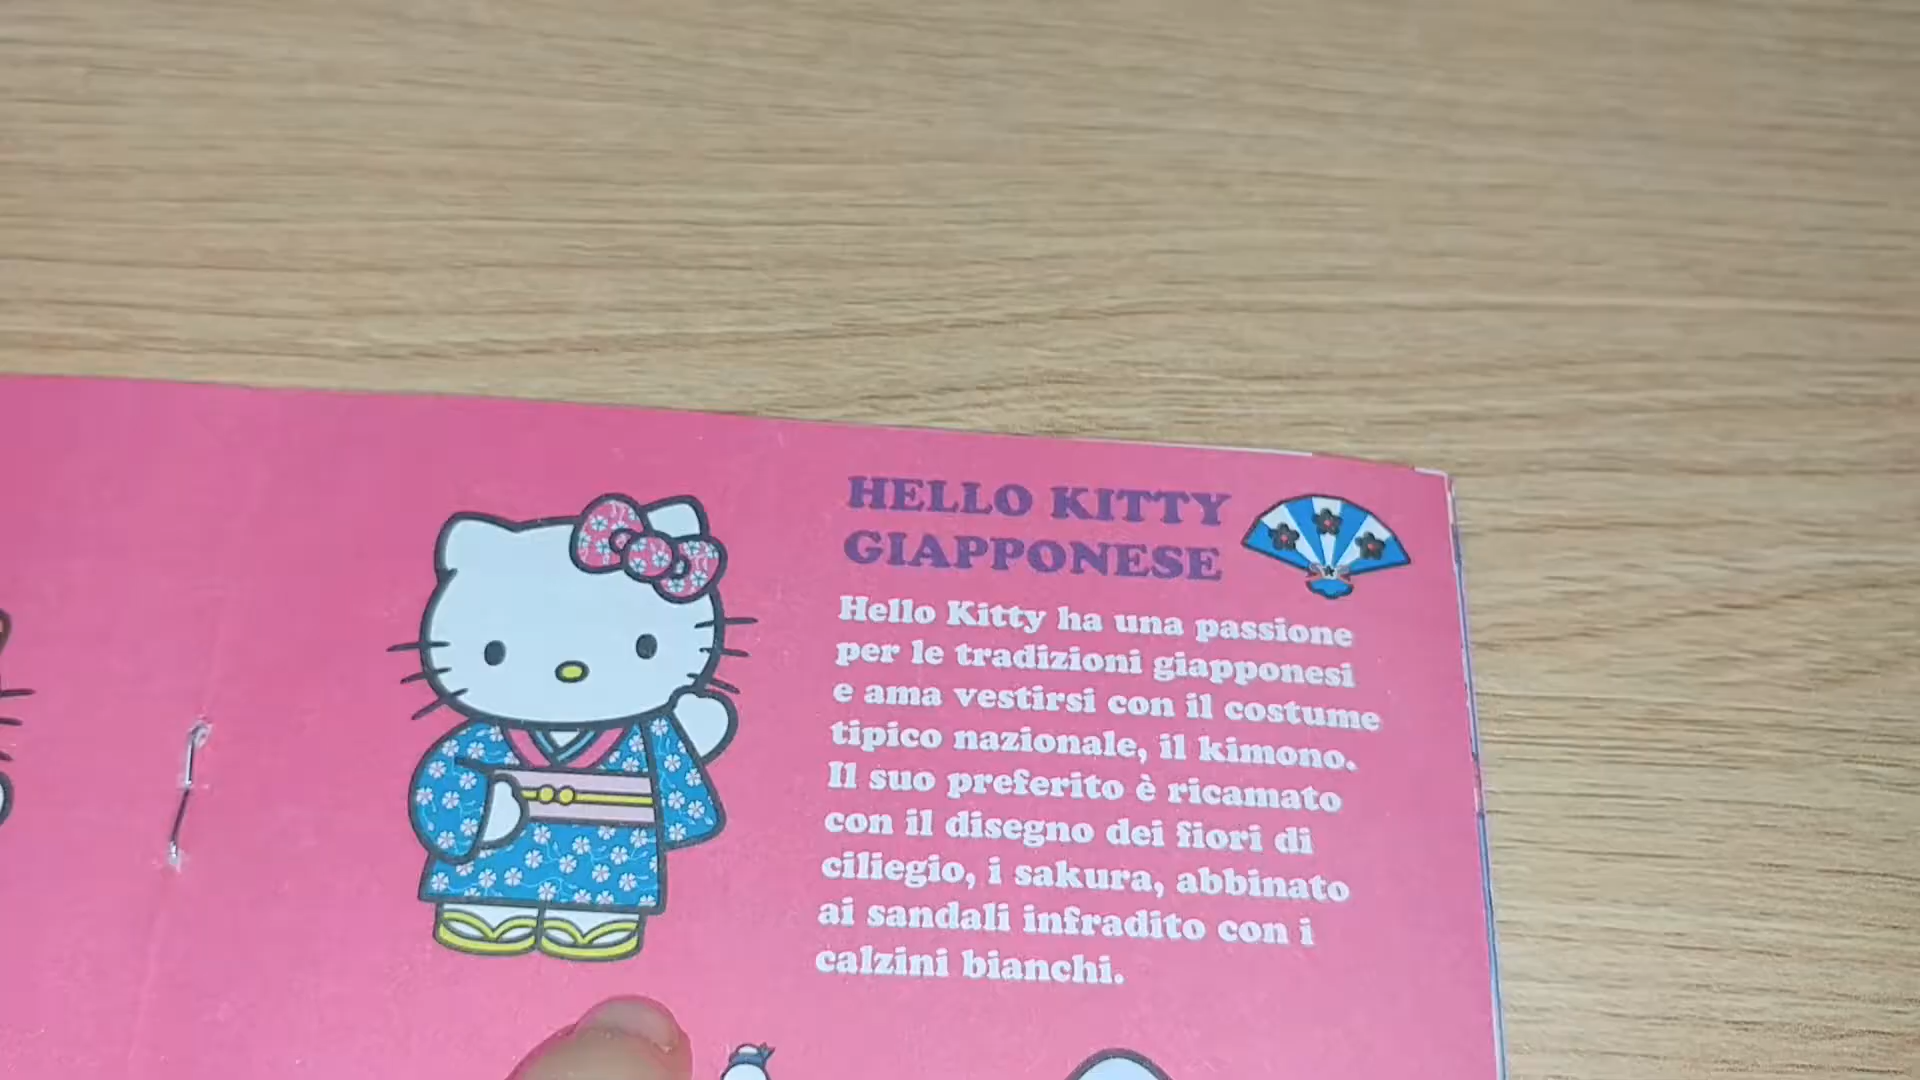 HELLO KITTY
GIAPPONESE
Hello Kitty ha una passione
per le tradizioni giapponesi
e ama vestirsi con il costume
tipico nazionale, il kimono.
Il suo preferito è ricamato
con il disegno dei fiori di
ciliegio, i sakura, abbinato
ai sandali infradito con i
calzini bianchi.